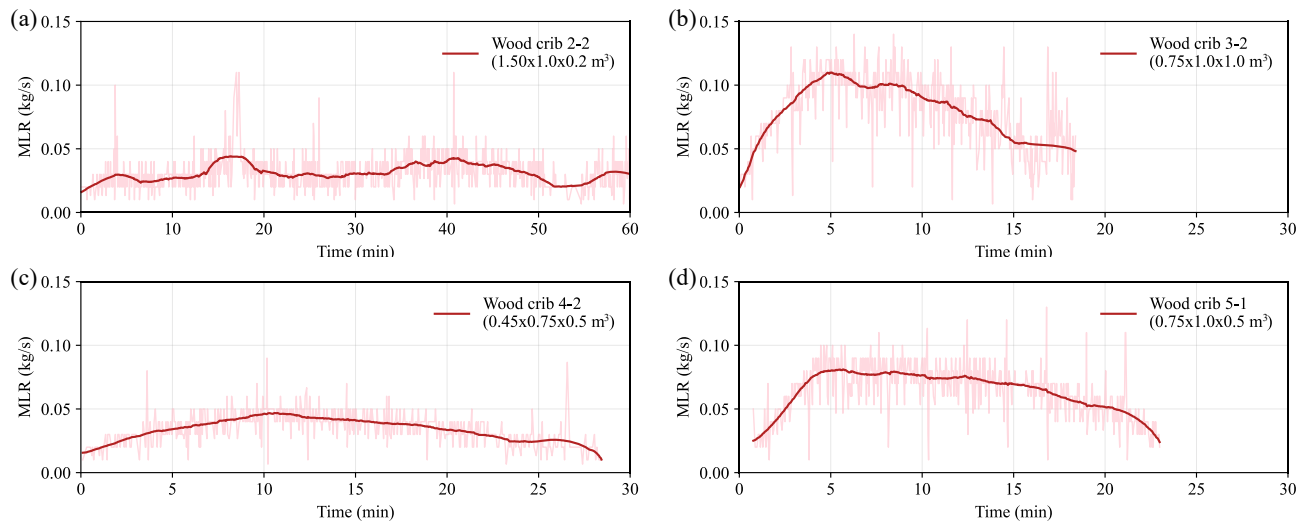 (a)
0.15
0.10
0.05
0.00
MLR (kg/s)
Wood crib 2-2
(1.50x1.0x0.2 m³)
0 10 20 30 40 50 60
Time (min)
(b)
0.15
0.10
0.05
0.00
MLR (kg/s)
Wood crib 3-2
(0.75x1.0x1.0 m³)
0 5 10 15 20 25 30
Time (min)
(c)
0.15
0.10
0.05
0.00
MLR (kg/s)
Wood crib 4-2
(0.45x0.75x0.5 m³)
0 5 10 15 20 25 30
Time (min)
(d)
0.15
0.10
0.05
0.00
MLR (kg/s)
Wood crib 5-1
(0.75x1.0x0.5 m³)
0 5 10 15 20 25 30
Time (min)